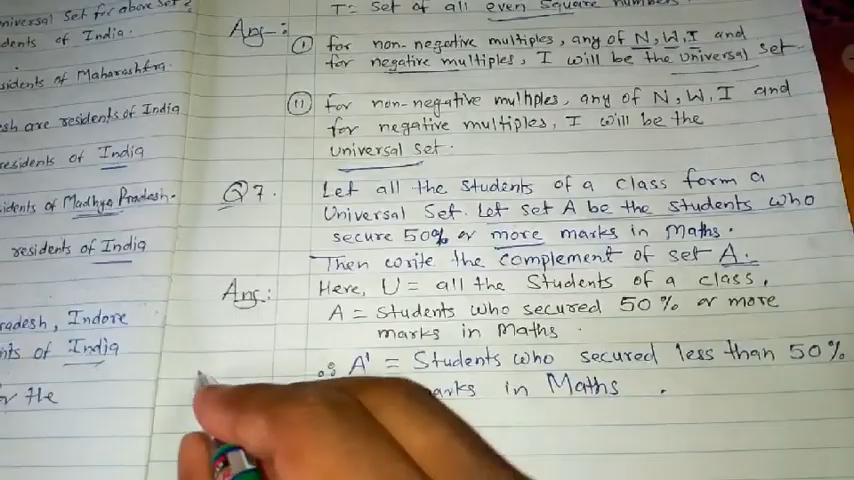 niversal Set for above set ?
dents of India.
sidents of Maharashtra.
sh are residents of India
residents of India
idents of Madhya Pradesh.
residents of India
radesh, Indore
nts of India
or the
T = Set of all even Square numbers
Ans-:
(i) for non-negative multiples, any of N, W, I and
for negative multiples, I will be the universal set.
(ii) for non-negative multiples, any of N, W, I and
for negative multiples, I will be the
universal set.
Q 7. Let all the students of a class form a
Universal Set. Let set A be the students who
secure 50% or more marks in Maths.
Then write the complement of set A.
Ans: Here, U = all the Students of a class,
A = students who secured 50% or more
marks in Maths.
∴ A' = Students who secured less than 50%
marks in Maths.